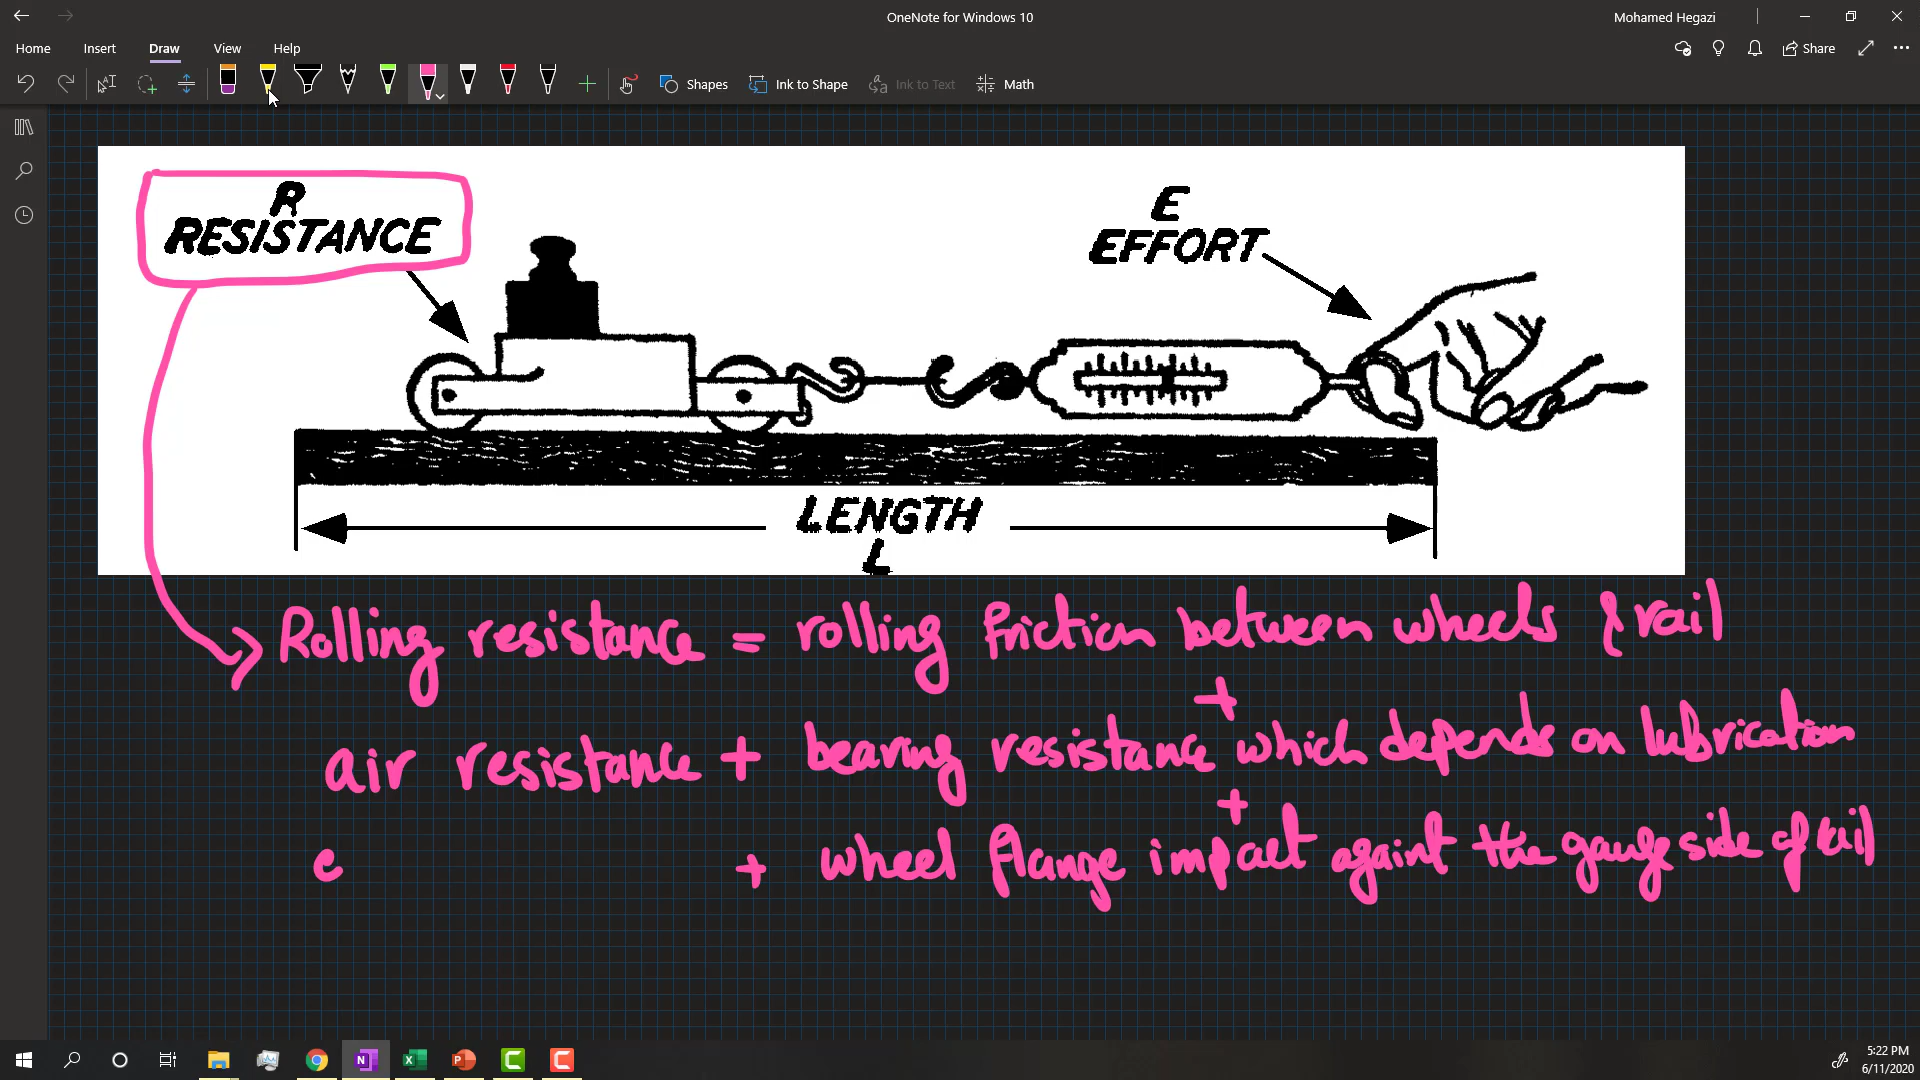 OneNote for Windows 10
Mohamed Hegazi
Home Insert Draw View Help
Share
Shapes Ink to Shape Ink to Text Math
R
RESISTANCE
E
EFFORT
LENGTH
L
Rolling resistance = rolling friction between wheels & rail
+
air resistance + bearing resistance which depends on lubrication
+
e + wheel flange impact againt the gauge side of rail
5:22 PM
6/11/2020